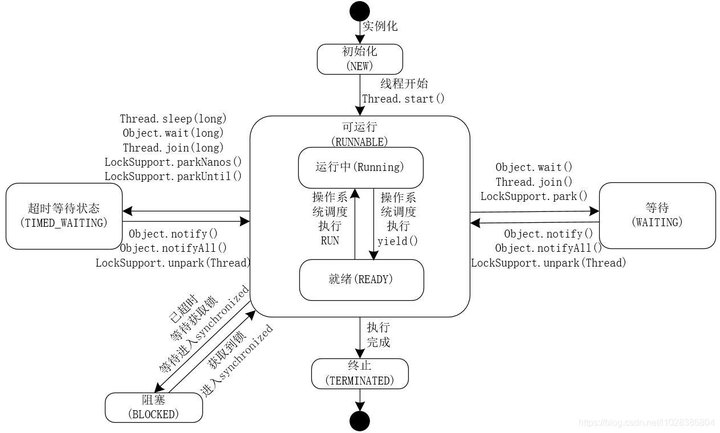 实例化
初始化
(NEW)
线程开始
Thread.start()
Thread.sleep(long)
Object.wait(long)
Thread.join(long)
LockSupport.parkNanos()
LockSupport.parkUntil()
可运行
(RUNNABLE)
运行中(Running)
操作系
统调度
执行
RUN
操作系
统调度
执行
yield()
就绪(READY)
Object.wait()
Thread.join()
LockSupport.park()
超时等待状态
(TIMED_WAITING)
等待
(WAITING)
Object.notify()
Object.notifyAll()
LockSupport.unpark(Thread)
Object.notify()
Object.notifyAll()
LockSupport.unpark(Thread)
已超时
等待获取锁
等待进入synchronized
获取到锁
进入synchronized
执行
完成
终止
(TERMINATED)
阻塞
(BLOCKED)